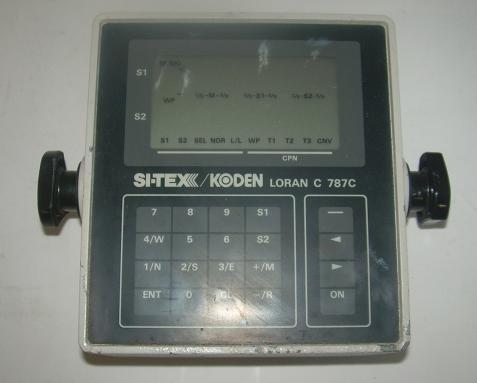 S1
S2
WP
S1 S2 SEL NOR L/L WP T1 T2 T3 CNV
CPN
SI-TEX/KODEN LORAN C 787C
7 8 9 S1 —
4/W 5 6 S2 ◄
1/N 2/S 3/E +/M ►
ENT 0 CL −/R ON